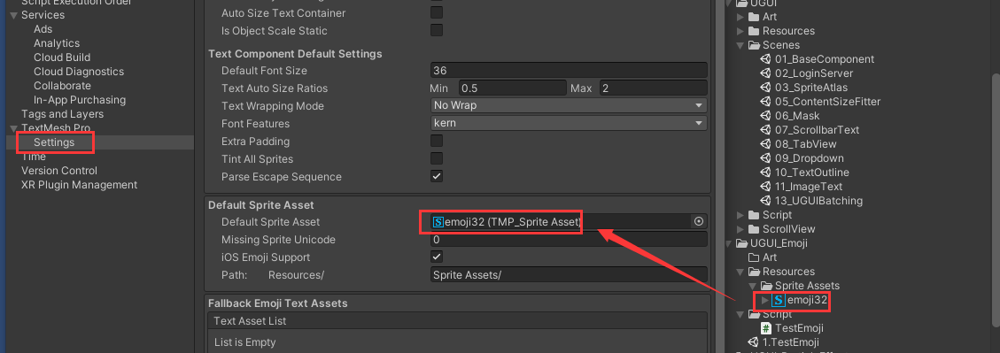 Script Execution Order
Services
Ads
Analytics
Cloud Build
Cloud Diagnostics
Collaborate
In-App Purchasing
Tags and Layers
TextMesh Pro
Settings
Time
Version Control
XR Plugin Management
Auto Size Text Container
Is Object Scale Static
Text Component Default Settings
Default Font Size 36
Text Auto Size Ratios Min 0.5 Max 2
Text Wrapping Mode No Wrap
Font Features kern
Extra Padding
Tint All Sprites
Parse Escape Sequence
Default Sprite Asset
Default Sprite Asset emoji32 (TMP_Sprite Asset)
Missing Sprite Unicode 0
iOS Emoji Support
Path: Resources/ Sprite Assets/
Fallback Emoji Text Assets
Text Asset List
List is Empty
UGUI
Art
Resources
Scenes
01_BaseComponent
02_LoginServer
03_SpriteAtlas
05_ContentSizeFitter
06_Mask
07_ScrollbarText
08_TabView
09_Dropdown
10_TextOutline
11_ImageText
13_UGUIBatching
Script
ScrollView
UGUI_Emoji
Art
Resources
Sprite Assets
emoji32
Script
TestEmoji
1.TestEmoji